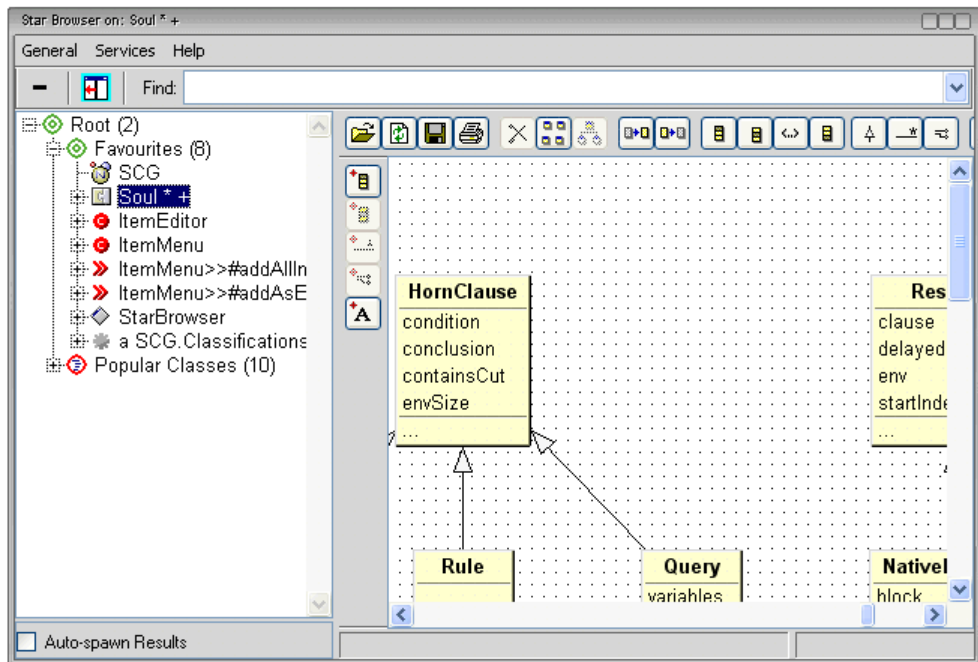 Star Browser on: Soul * +
General Services Help
Find:
Root (2)
Favourites (8)
SCG
Soul * +
ItemEditor
ItemMenu
ItemMenu>>#addAllIn
ItemMenu>>#addAsE
StarBrowser
a SCG.Classifications
Popular Classes (10)
Auto-spawn Results
A
HornClause
condition
conclusion
containsCut
envSize
...
Res
clause
delayed
env
startInde
...
Rule
Query
variables
Native
block